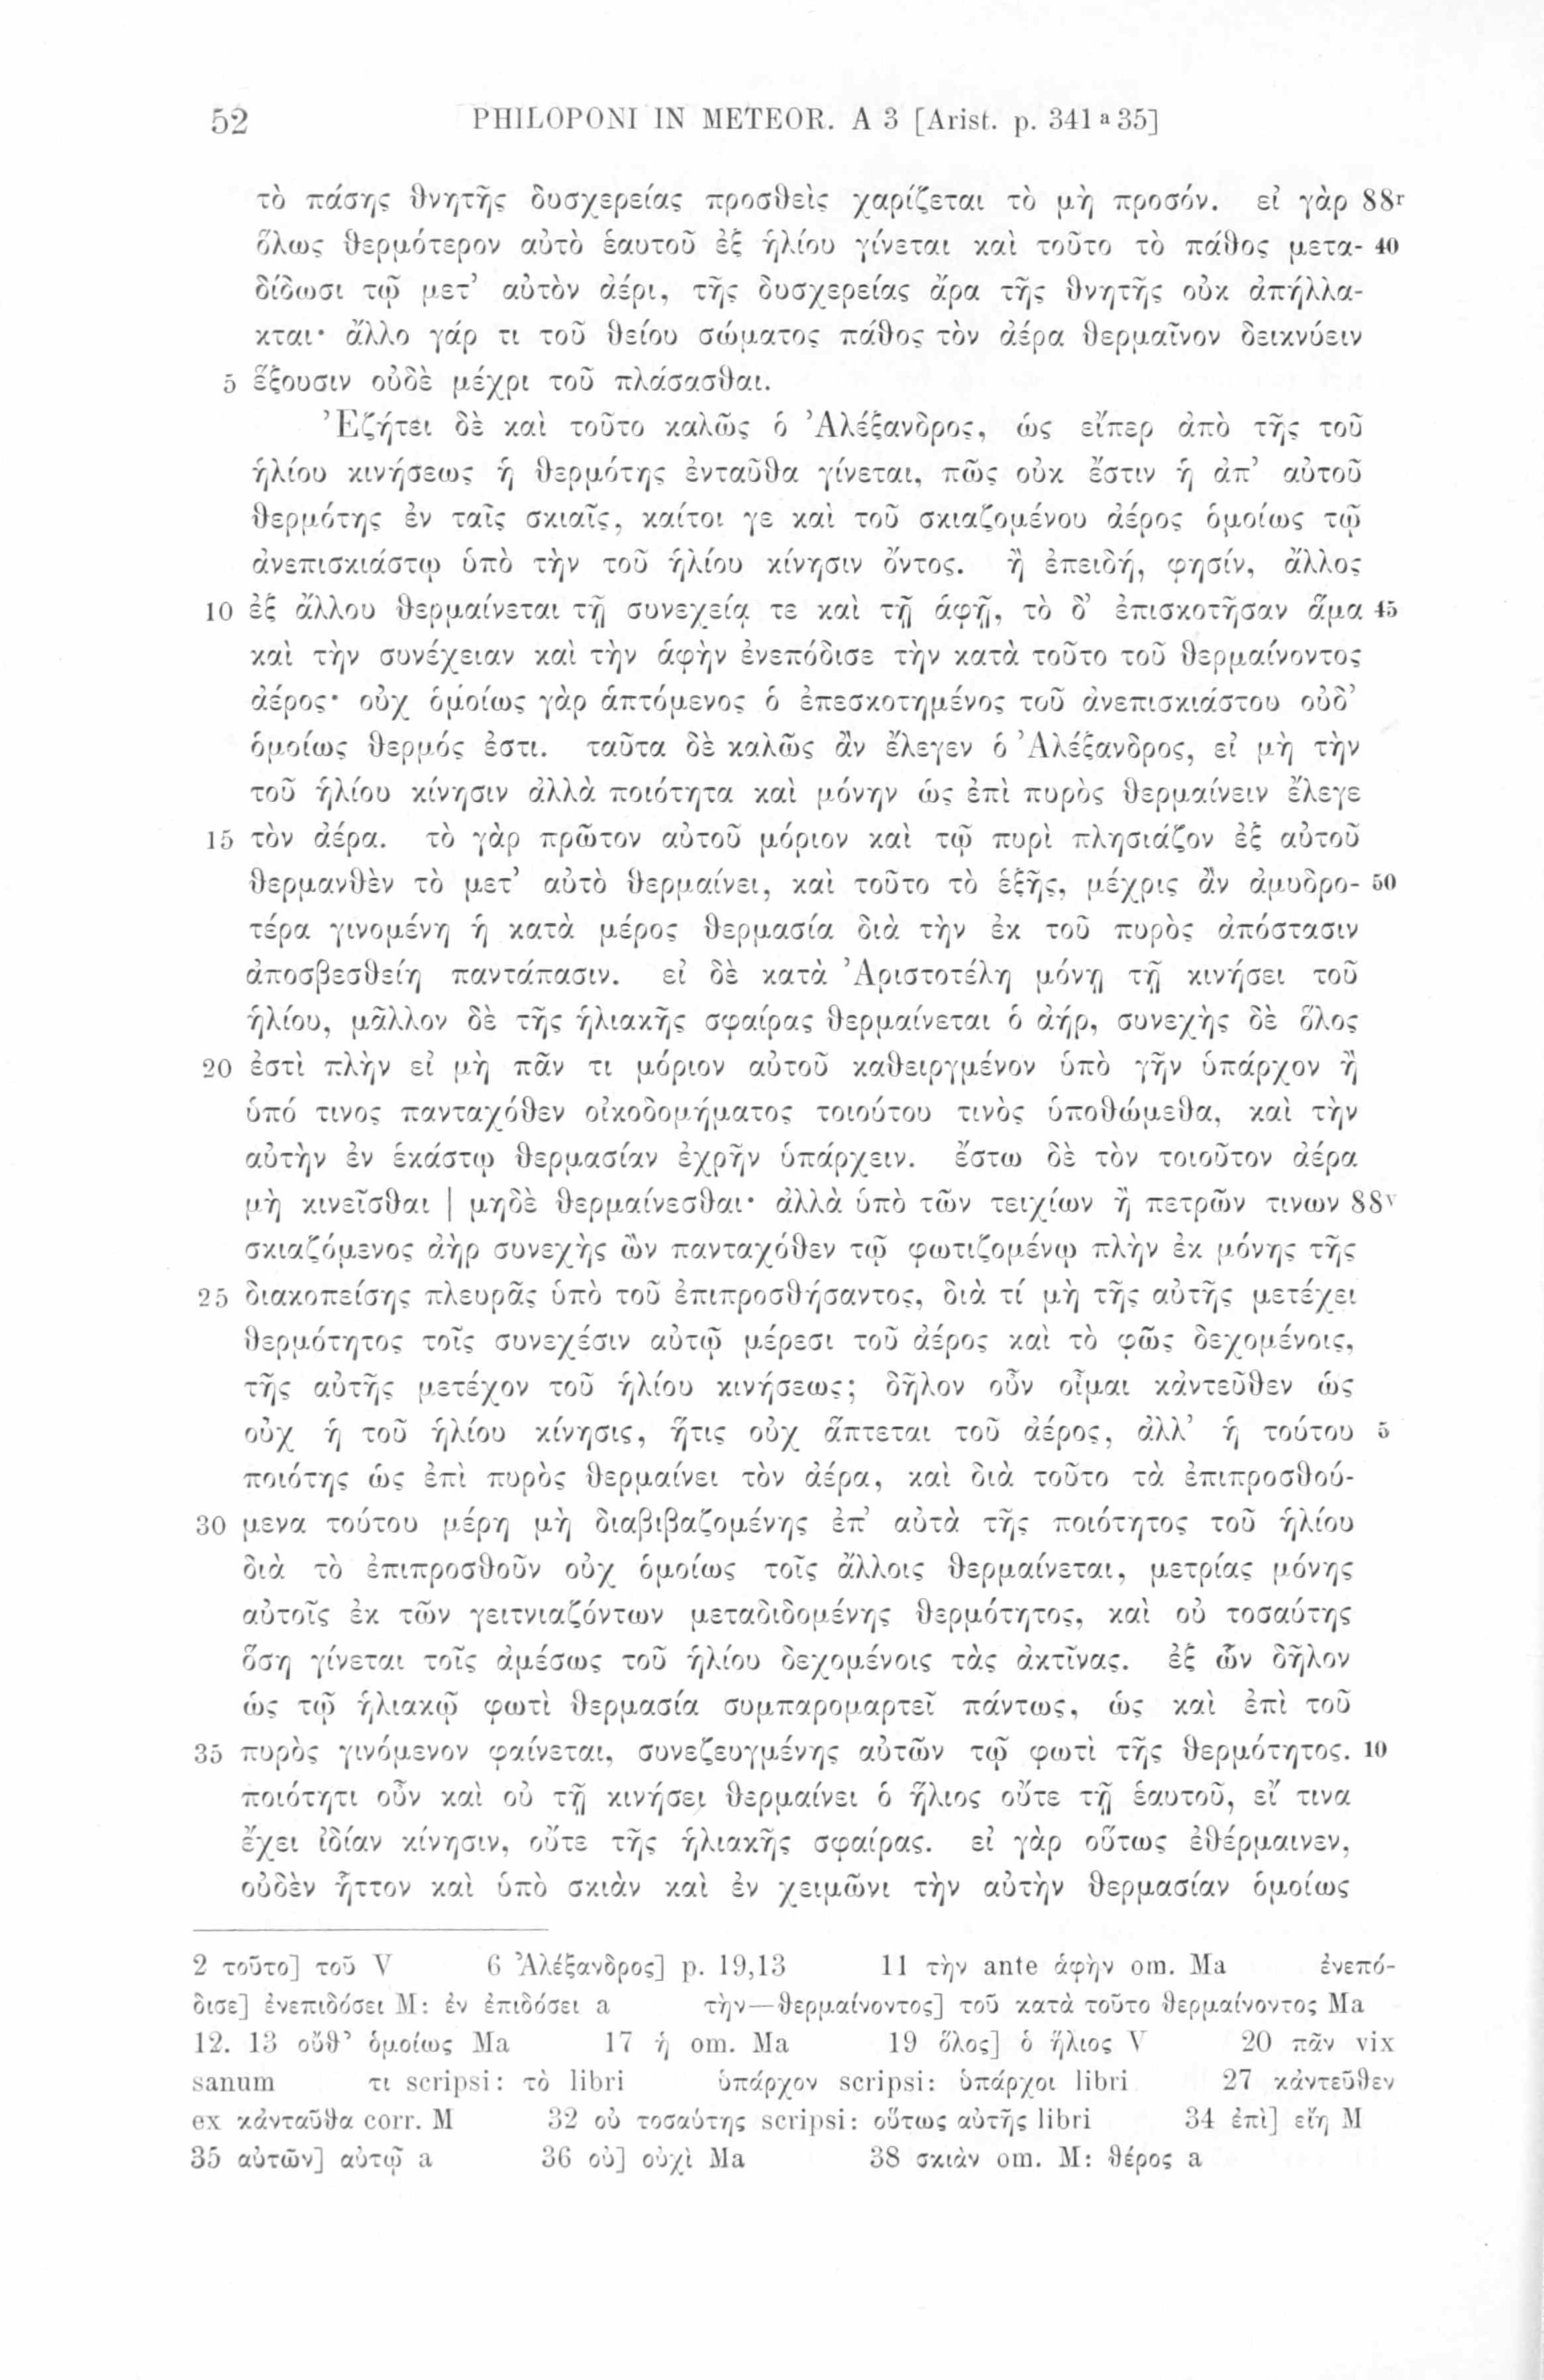 52 PHILOPONI IN METEOR. A 3 [Arist. p. 341 a 35]
τὸ πάσης θνητῆς δυσχερείας προσθεὶς χαρίζεται τὸ μὴ προσόν. εἰ γὰρ 88r
ὅλως θερμότερον αὐτὸ ἑαυτοῦ ἐξ ἡλίου γίνεται καὶ τοῦτο τὸ πάθος μετα- 40
δίδωσι τῷ μετ’ αὐτὸν ἀέρι, τῆς δυσχερείας ἄρα τῆς θνητῆς οὐκ ἀπήλλα-
κται· ἄλλο γάρ τι τοῦ θείου σώματος πάθος τὸν ἀέρα θερμαῖνον δεικνύειν
5 ἕξουσιν οὐδὲ μέχρι τοῦ πλάσασθαι.
Ἐζήτει δὲ καὶ τοῦτο καλῶς ὁ Ἀλέξανδρος, ὡς εἴπερ ἀπὸ τῆς τοῦ
ἡλίου κινήσεως ἡ θερμότης ἐνταῦθα γίνεται, πῶς οὐκ ἔστιν ἡ ἀπ’ αὐτοῦ
θερμότης ἐν ταῖς σκιαῖς, καίτοι γε καὶ τοῦ σκιαζομένου ἀέρος ὁμοίως τῷ
ἀνεπισκιάστῳ ὑπὸ τὴν τοῦ ἡλίου κίνησιν ὄντος. ἢ ἐπειδή, φησίν, ἄλλος
10 ἐξ ἄλλου θερμαίνεται τῇ συνεχείᾳ τε καὶ τῇ ἁφῇ, τὸ δ’ ἐπισκοτῆσαν ἅμα 45
καὶ τὴν συνέχειαν καὶ τὴν ἁφὴν ἐνεπόδισε τὴν κατὰ τοῦτο τοῦ θερμαίνοντος
ἀέρος· οὐχ ὁμοίως γὰρ ἁπτόμενος ὁ ἐπεσκοτημένος τοῦ ἀνεπισκιάστου οὐδ’
ὁμοίως θερμός ἐστι. ταῦτα δὲ καλῶς ἂν ἔλεγεν ὁ Ἀλέξανδρος, εἰ μὴ τὴν
τοῦ ἡλίου κίνησιν ἀλλὰ ποιότητα καὶ μόνην ὡς ἐπὶ πυρὸς θερμαίνειν ἔλεγε
15 τὸν ἀέρα. τὸ γὰρ πρῶτον αὐτοῦ μόριον καὶ τῷ πυρὶ πλησιάζον ἐξ αὐτοῦ
θερμανθὲν τὸ μετ’ αὐτὸ θερμαίνει, καὶ τοῦτο τὸ ἑξῆς, μέχρις ἂν ἀμυδρο- 50
τέρα γινομένη ἡ κατὰ μέρος θερμασία διὰ τὴν ἐκ τοῦ πυρὸς ἀπόστασιν
ἀποσβεσθείη παντάπασιν. εἰ δὲ κατὰ Ἀριστοτέλη μόνῃ τῇ κινήσει τοῦ
ἡλίου, μᾶλλον δὲ τῆς ἡλιακῆς σφαίρας θερμαίνεται ὁ ἀήρ, συνεχὴς δὲ ὅλος
20 ἐστὶ πλὴν εἰ μὴ πᾶν τι μόριον αὐτοῦ καθειργμένον ὑπὸ γῆν ὑπάρχον ἢ
ὑπό τινος πανταχόθεν οἰκοδομήματος τοιούτου τινὸς ὑποθώμεθα, καὶ τὴν
αὐτὴν ἐν ἑκάστῳ θερμασίαν ἐχρῆν ὑπάρχειν. ἔστω δὲ τὸν τοιοῦτον ἀέρα
μὴ κινεῖσθαι | μηδὲ θερμαίνεσθαι· ἀλλὰ ὑπὸ τῶν τειχίων ἢ πετρῶν τινων 88v
σκιαζόμενος ἀὴρ συνεχὴς ὢν πανταχόθεν τῷ φωτιζομένῳ πλὴν ἐκ μόνης τῆς
25 διακοπείσης πλευρᾶς ὑπὸ τοῦ ἐπιπροσθήσαντος, διὰ τί μὴ τῆς αὐτῆς μετέχει
θερμότητος τοῖς συνεχέσιν αὐτῷ μέρεσι τοῦ ἀέρος καὶ τὸ φῶς δεχομένοις,
τῆς αὐτῆς μετέχον τοῦ ἡλίου κινήσεως; δῆλον οὖν οἶμαι κἀντεῦθεν ὡς
οὐχ ἡ τοῦ ἡλίου κίνησις, ἥτις οὐχ ἅπτεται τοῦ ἀέρος, ἀλλ’ ἡ τούτου 5
ποιότης ὡς ἐπὶ πυρὸς θερμαίνει τὸν ἀέρα, καὶ διὰ τοῦτο τὰ ἐπιπροσθού-
30 μενα τούτου μέρη μὴ διαβιβαζομένης ἐπ’ αὐτὰ τῆς ποιότητος τοῦ ἡλίου
διὰ τὸ ἐπιπροσθοῦν οὐχ ὁμοίως τοῖς ἄλλοις θερμαίνεται, μετρίας μόνης
αὐτοῖς ἐκ τῶν γειτνιαζόντων μεταδιδομένης θερμότητος, καὶ οὐ τοσαύτης
ὅση γίνεται τοῖς ἀμέσως τοῦ ἡλίου δεχομένοις τὰς ἀκτῖνας. ἐξ ὧν δῆλον
ὡς τῷ ἡλιακῷ φωτὶ θερμασία συμπαρομαρτεῖ πάντως, ὡς καὶ ἐπὶ τοῦ
35 πυρὸς γινόμενον φαίνεται, συνεζευγμένης αὐτῶν τῷ φωτὶ τῆς θερμότητος. 10
ποιότητι οὖν καὶ οὐ τῇ κινήσει θερμαίνει ὁ ἥλιος οὔτε τῇ ἑαυτοῦ, εἴ τινα
ἔχει ἰδίαν κίνησιν, οὔτε τῆς ἡλιακῆς σφαίρας. εἰ γὰρ οὕτως ἐθέρμαινεν,
οὐδὲν ἧττον καὶ ὑπὸ σκιὰν καὶ ἐν χειμῶνι τὴν αὐτὴν θερμασίαν ὁμοίως
2 τοῦτο] τοῦ V 6 Ἀλέξανδρος] p. 19,13 11 τὴν ante ἁφὴν om. Ma ἐνεπό-
δισε] ἐνεπιδόσει M: ἐν ἐπιδόσει a τὴν—θερμαίνοντος] τοῦ κατὰ τοῦτο θερμαίνοντος Ma
12. 13 οὔθ’ ὁμοίως Ma 17 ἡ om. Ma 19 ὅλος] ὁ ἥλιος V 20 πᾶν vix
sanum τι scripsi: τὸ libri ὑπάρχον scripsi: ὑπάρχοι libri 27 κἀντεῦθεν
ex κἀνταῦθα corr. M 32 οὐ τοσαύτης scripsi: οὕτως αὐτῆς libri 34 ἐπὶ] εἴη M
35 αὐτῶν] αὐτῷ a 36 οὐ] οὐχὶ Ma 38 σκιὰν om. M: θέρος a